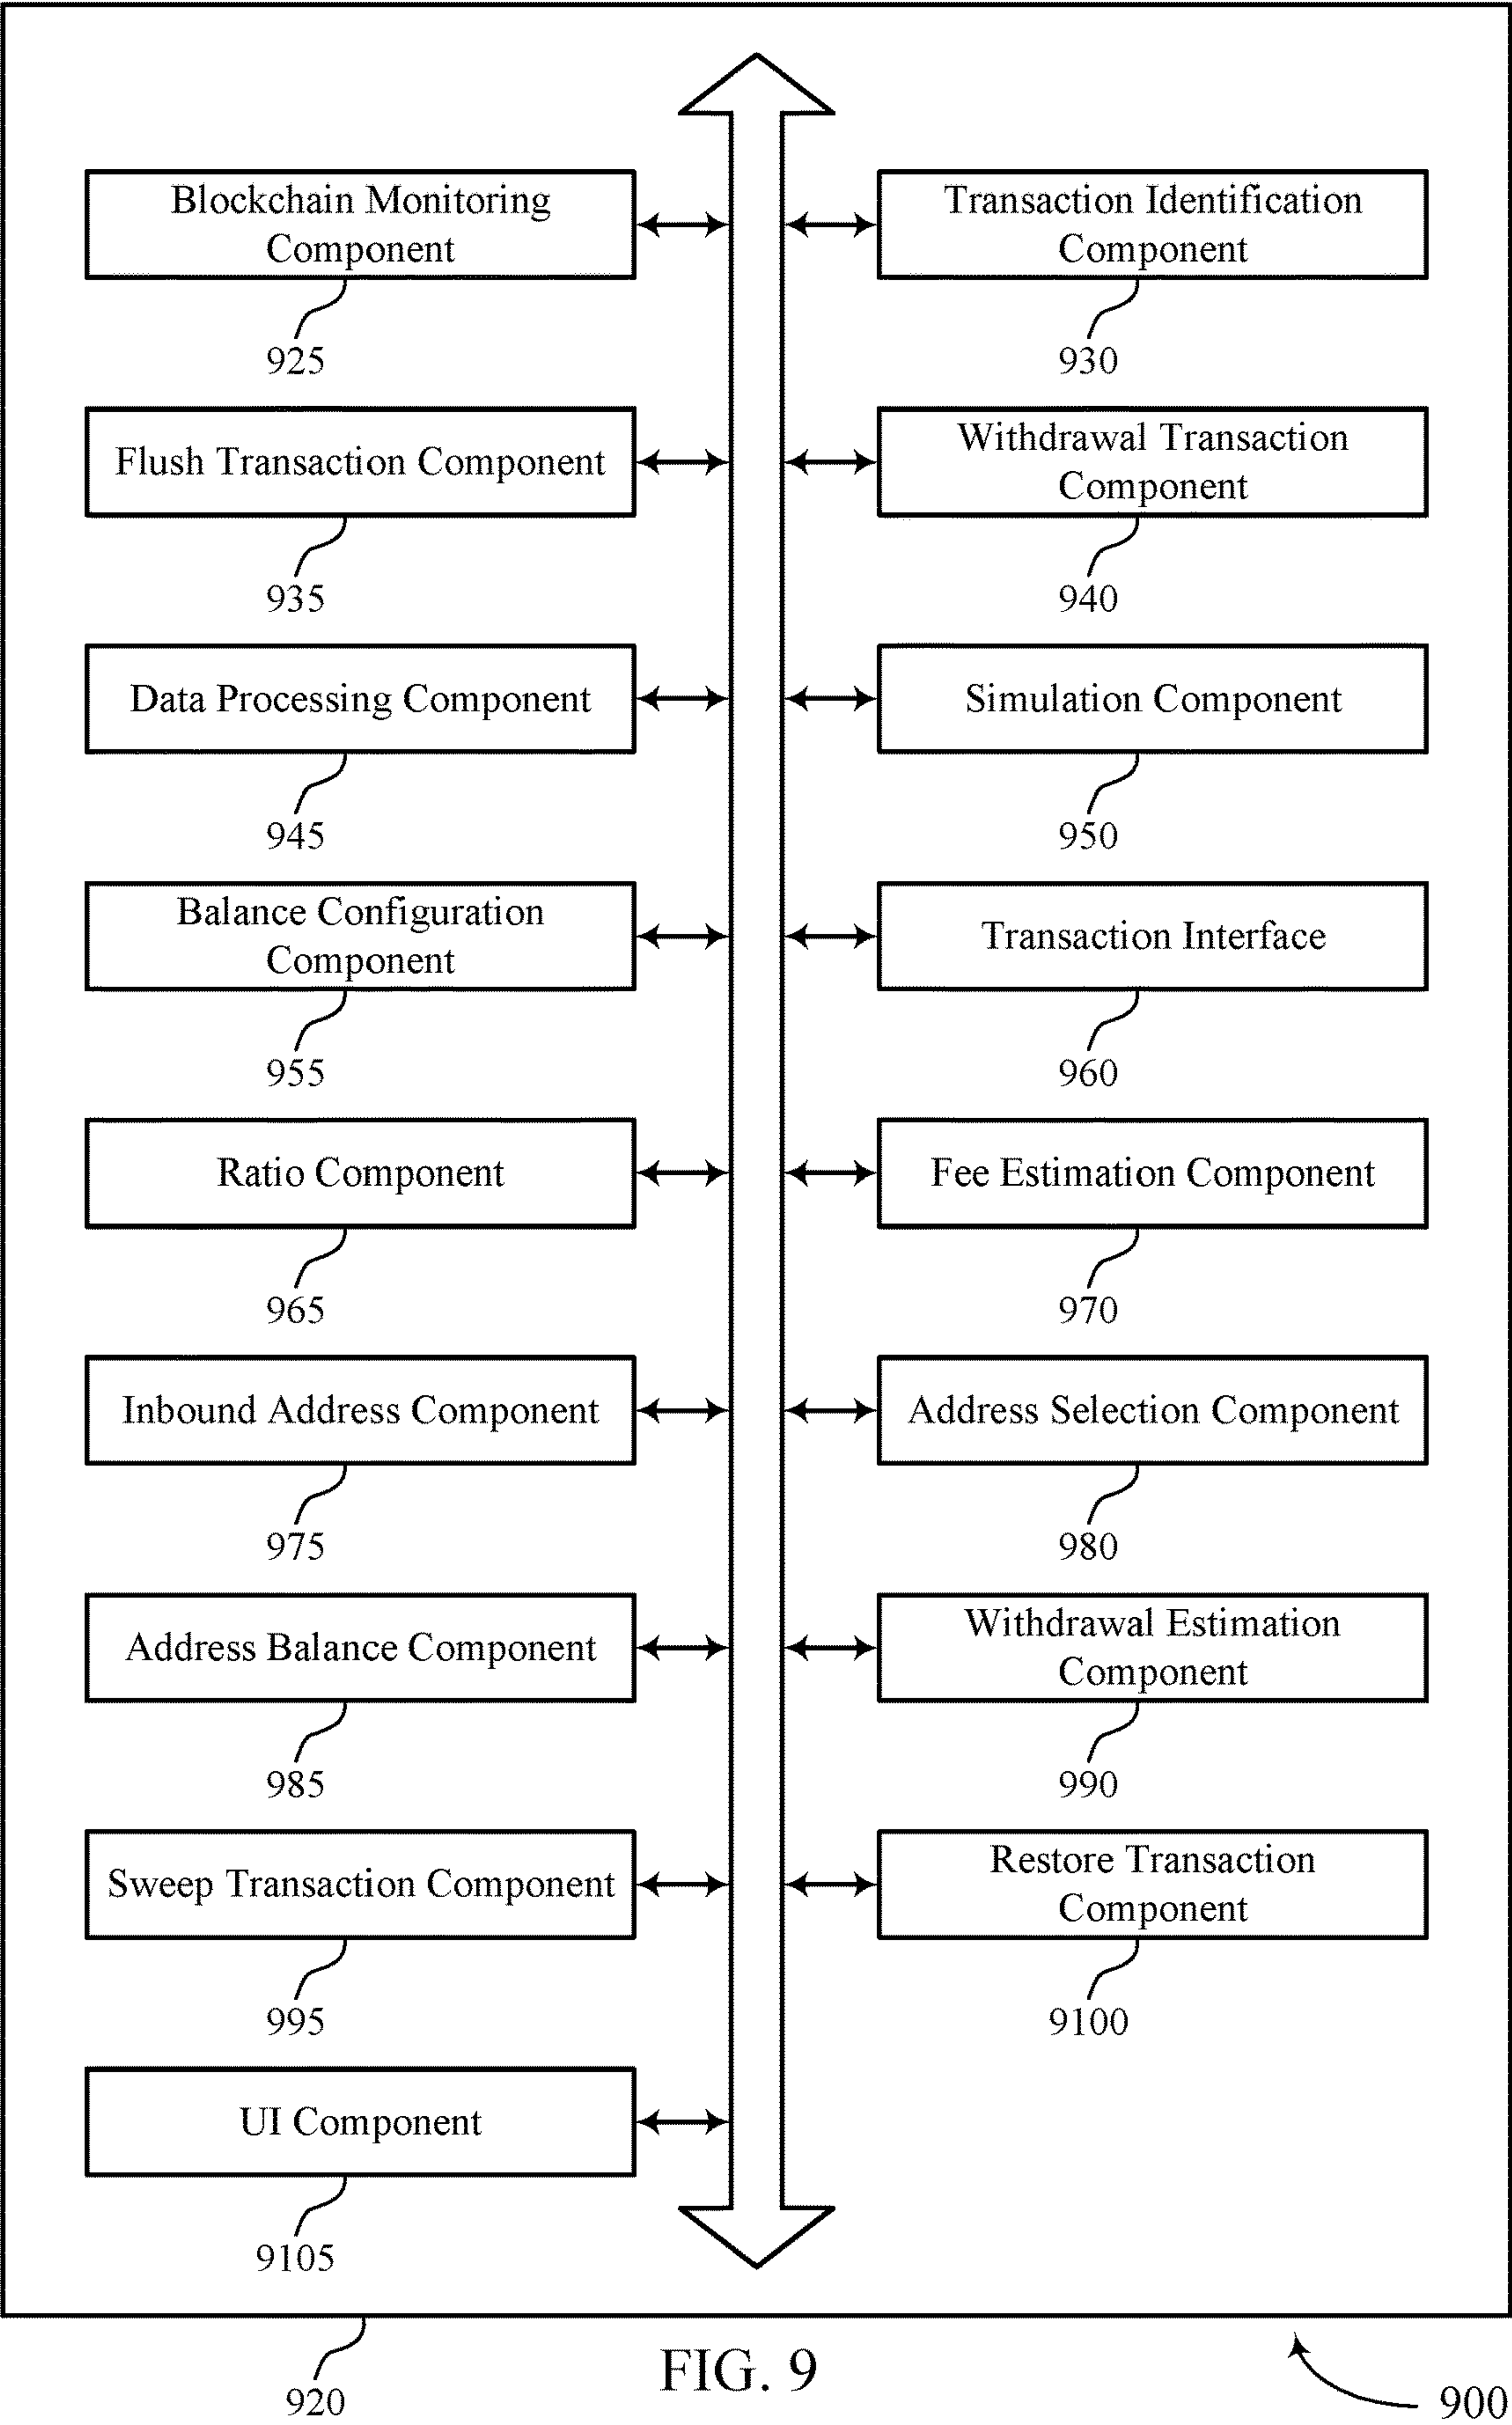 Blockchain Monitoring
Component
925
Transaction Identification
Component
930
Flush Transaction Component
935
Withdrawal Transaction
Component
940
Data Processing Component
945
Simulation Component
950
Balance Configuration
Component
955
Transaction Interface
960
Ratio Component
965
Fee Estimation Component
970
Inbound Address Component
975
Address Selection Component
980
Address Balance Component
985
Withdrawal Estimation
Component
990
Sweep Transaction Component
995
Restore Transaction
Component
9100
UI Component
9105
920
FIG. 9
900